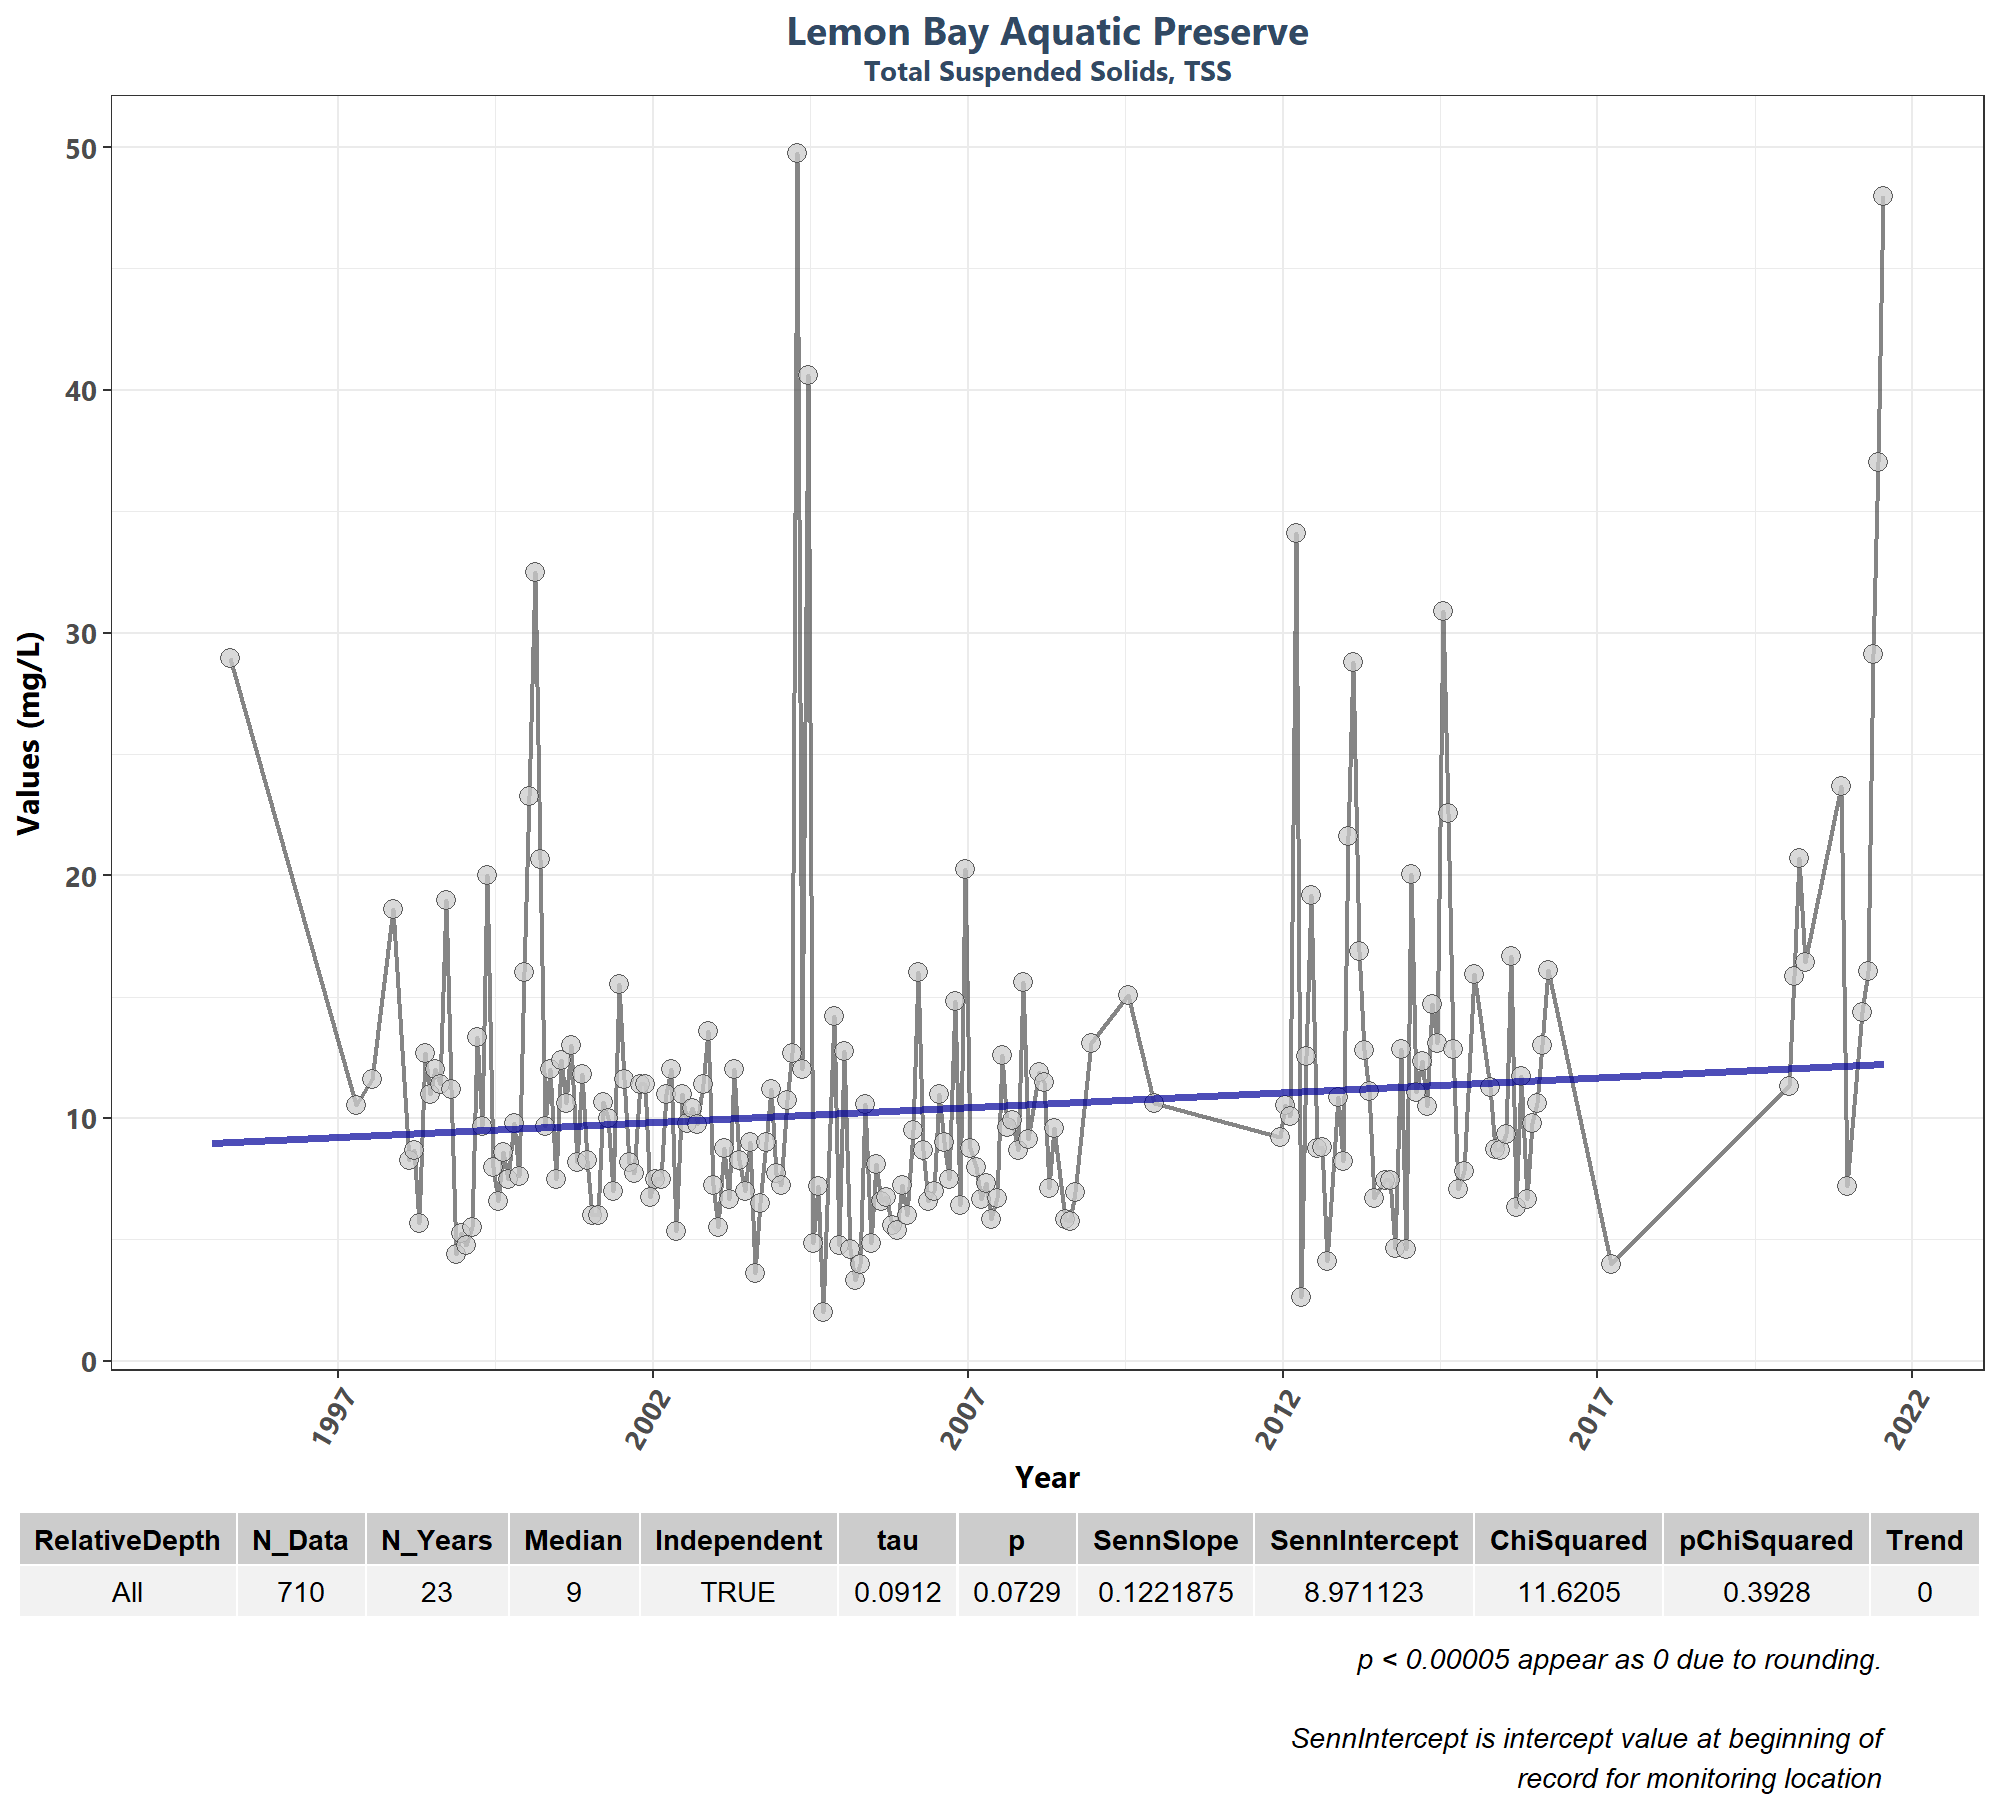 Lemon Bay Aquatic Preserve
Total Suspended Solids, TSS
50
40
30
20
10
0
Values (mg/L)
1997 2002 2007 2012 2017 2022
Year
RelativeDepth N_Data N_Years Median Independent tau p SennSlope SennIntercept ChiSquared pChiSquared Trend
All 710 23 9 TRUE 0.0912 0.0729 0.1221875 8.971123 11.6205 0.3928 0
p < 0.00005 appear as 0 due to rounding.
SennIntercept is intercept value at beginning of
record for monitoring location